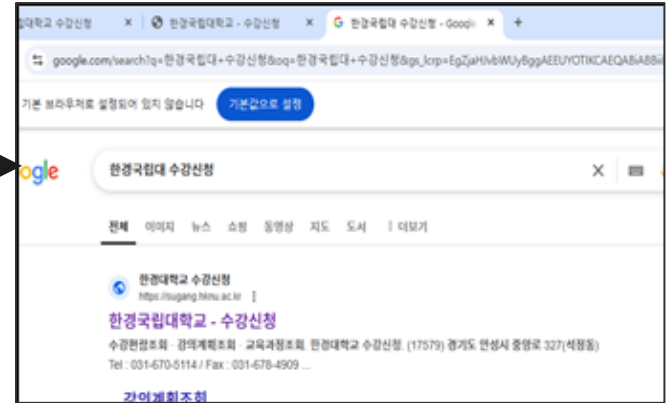 대학교 수강신청 한경국립대학교 - 수강신청 한경국립대 수강신청 - Googl
google.com/search?q=한경국립대+수강신청&oq=한경국립대+수강신청&gs_lcrp=
기본 브라우저로 설정되어 있지 않습니다 기본값으로 설정
ogle 한경국립대 수강신청
전체 이미지 뉴스 쇼핑 동영상 지도 도서 더보기
한경대학교 수강신청
https://sugang.hknu.ac.kr
한경국립대학교 - 수강신청
수강편람조회 · 강의계획조회 · 교육과정조회. 한경대학교 수강신청. (17579) 경기도 안성시 중앙로 327(석정동)
Tel : 031-670-5114 / Fax : 031-678-4909 ...
강의계획조회